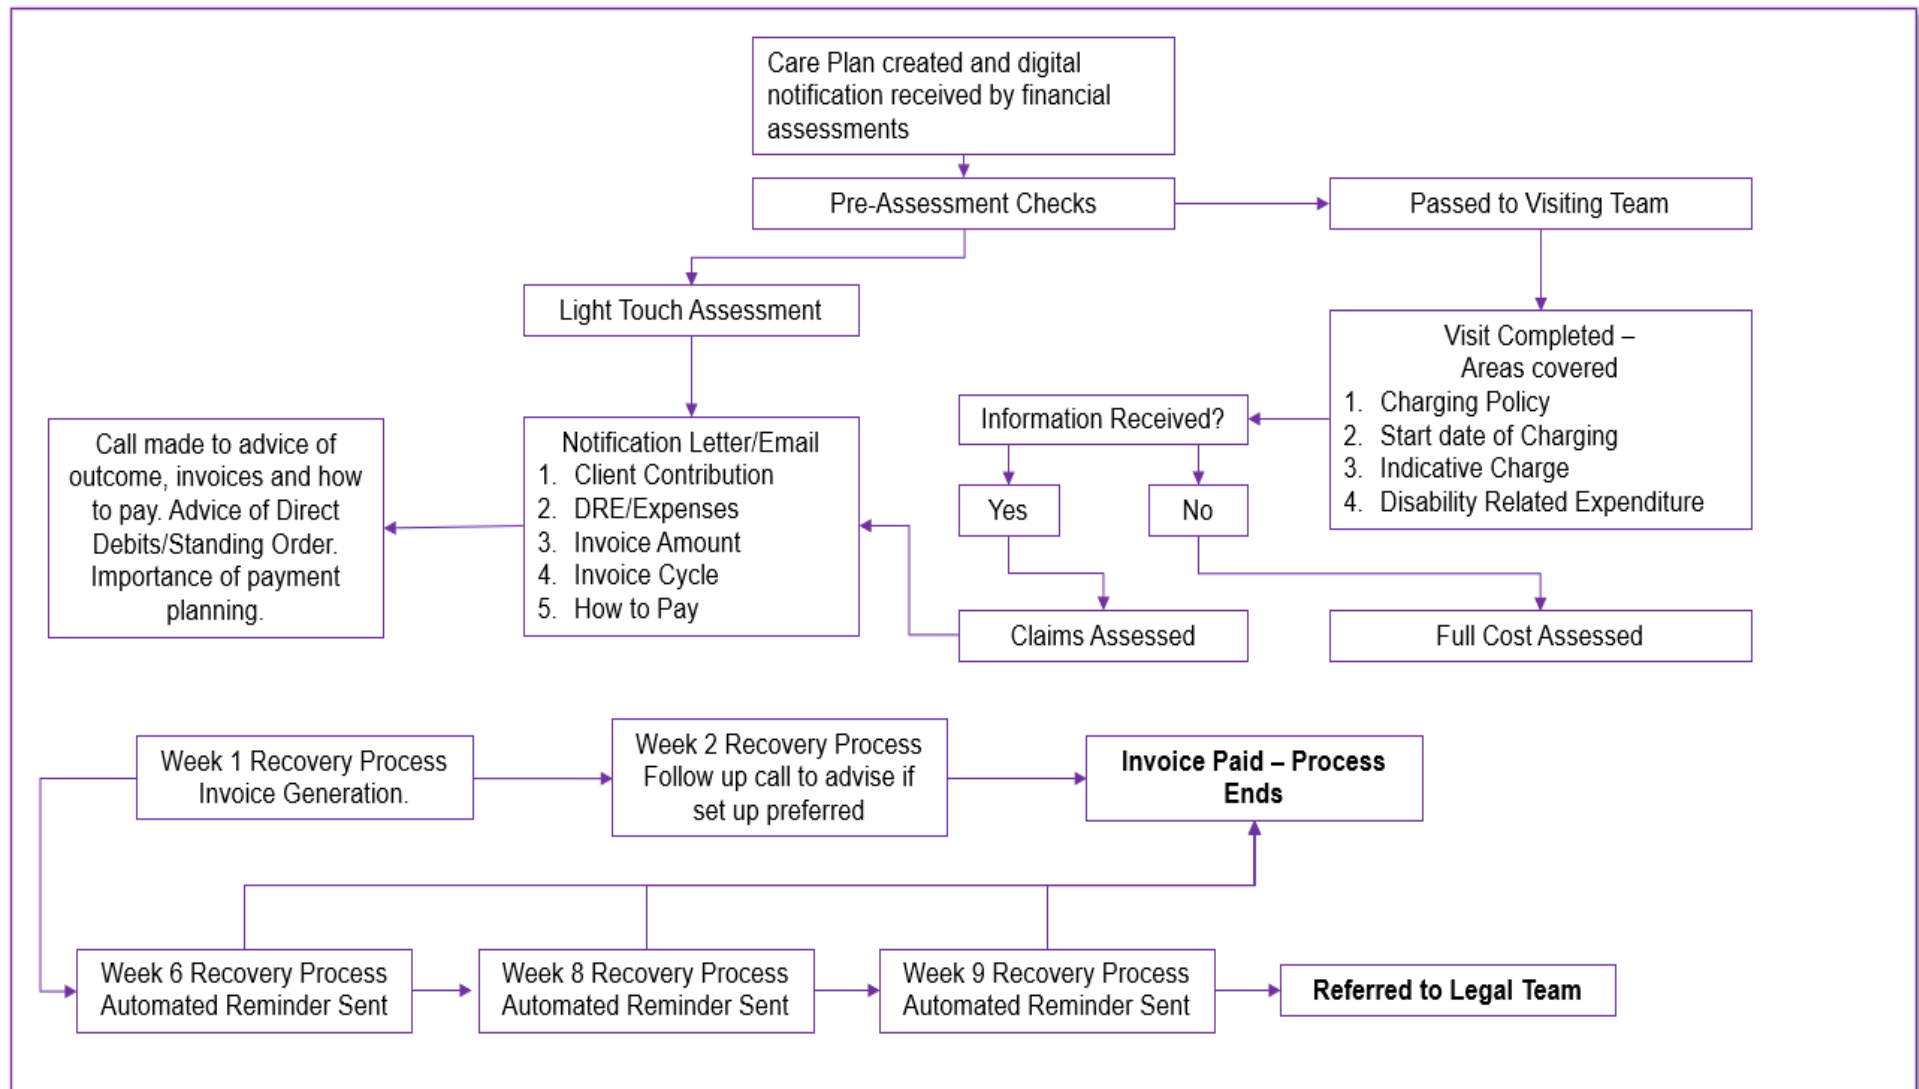 Care Plan created and digital
notification received by financial
assessments
Pre-Assessment Checks
Passed to Visiting Team
Light Touch Assessment
Visit Completed –
Areas covered
1. Charging Policy
2. Start date of Charging
3. Indicative Charge
4. Disability Related Expenditure
Information Received?
Yes
No
Call made to advice of
outcome, invoices and how
to pay. Advice of Direct
Debits/Standing Order.
Importance of payment
planning.
Notification Letter/Email
1. Client Contribution
2. DRE/Expenses
3. Invoice Amount
4. Invoice Cycle
5. How to Pay
Claims Assessed
Full Cost Assessed
Week 1 Recovery Process
Invoice Generation.
Week 2 Recovery Process
Follow up call to advise if
set up preferred
Invoice Paid – Process
Ends
Week 6 Recovery Process
Automated Reminder Sent
Week 8 Recovery Process
Automated Reminder Sent
Week 9 Recovery Process
Automated Reminder Sent
Referred to Legal Team